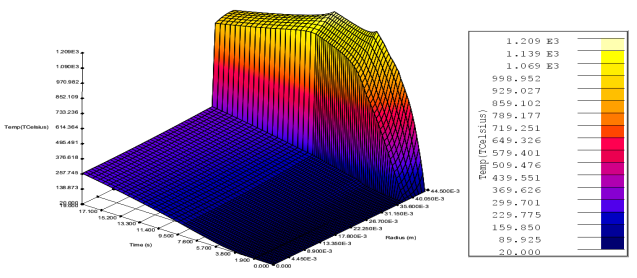 1.209E3
1.090E3
970.982
852.109
733.236
Temp(TCelsius)
614.364
495.491
376.618
257.745
138.873
20.000
19.000
17.100
15.200
13.300
11.400
9.500
7.600
5.700
3.800
1.900
0.000
Time (s)
0.000
4.450E-3
8.900E-3
13.350E-3
17.800E-3
22.250E-3
26.700E-3
31.150E-3
35.600E-3
40.050E-3
44.500E-3
Radius (m)
Temp(TCelsius)
1.209 E3
1.139 E3
1.069 E3
998.952
929.027
859.102
789.177
719.251
649.326
579.401
509.476
439.551
369.626
299.701
229.775
159.850
89.925
20.000